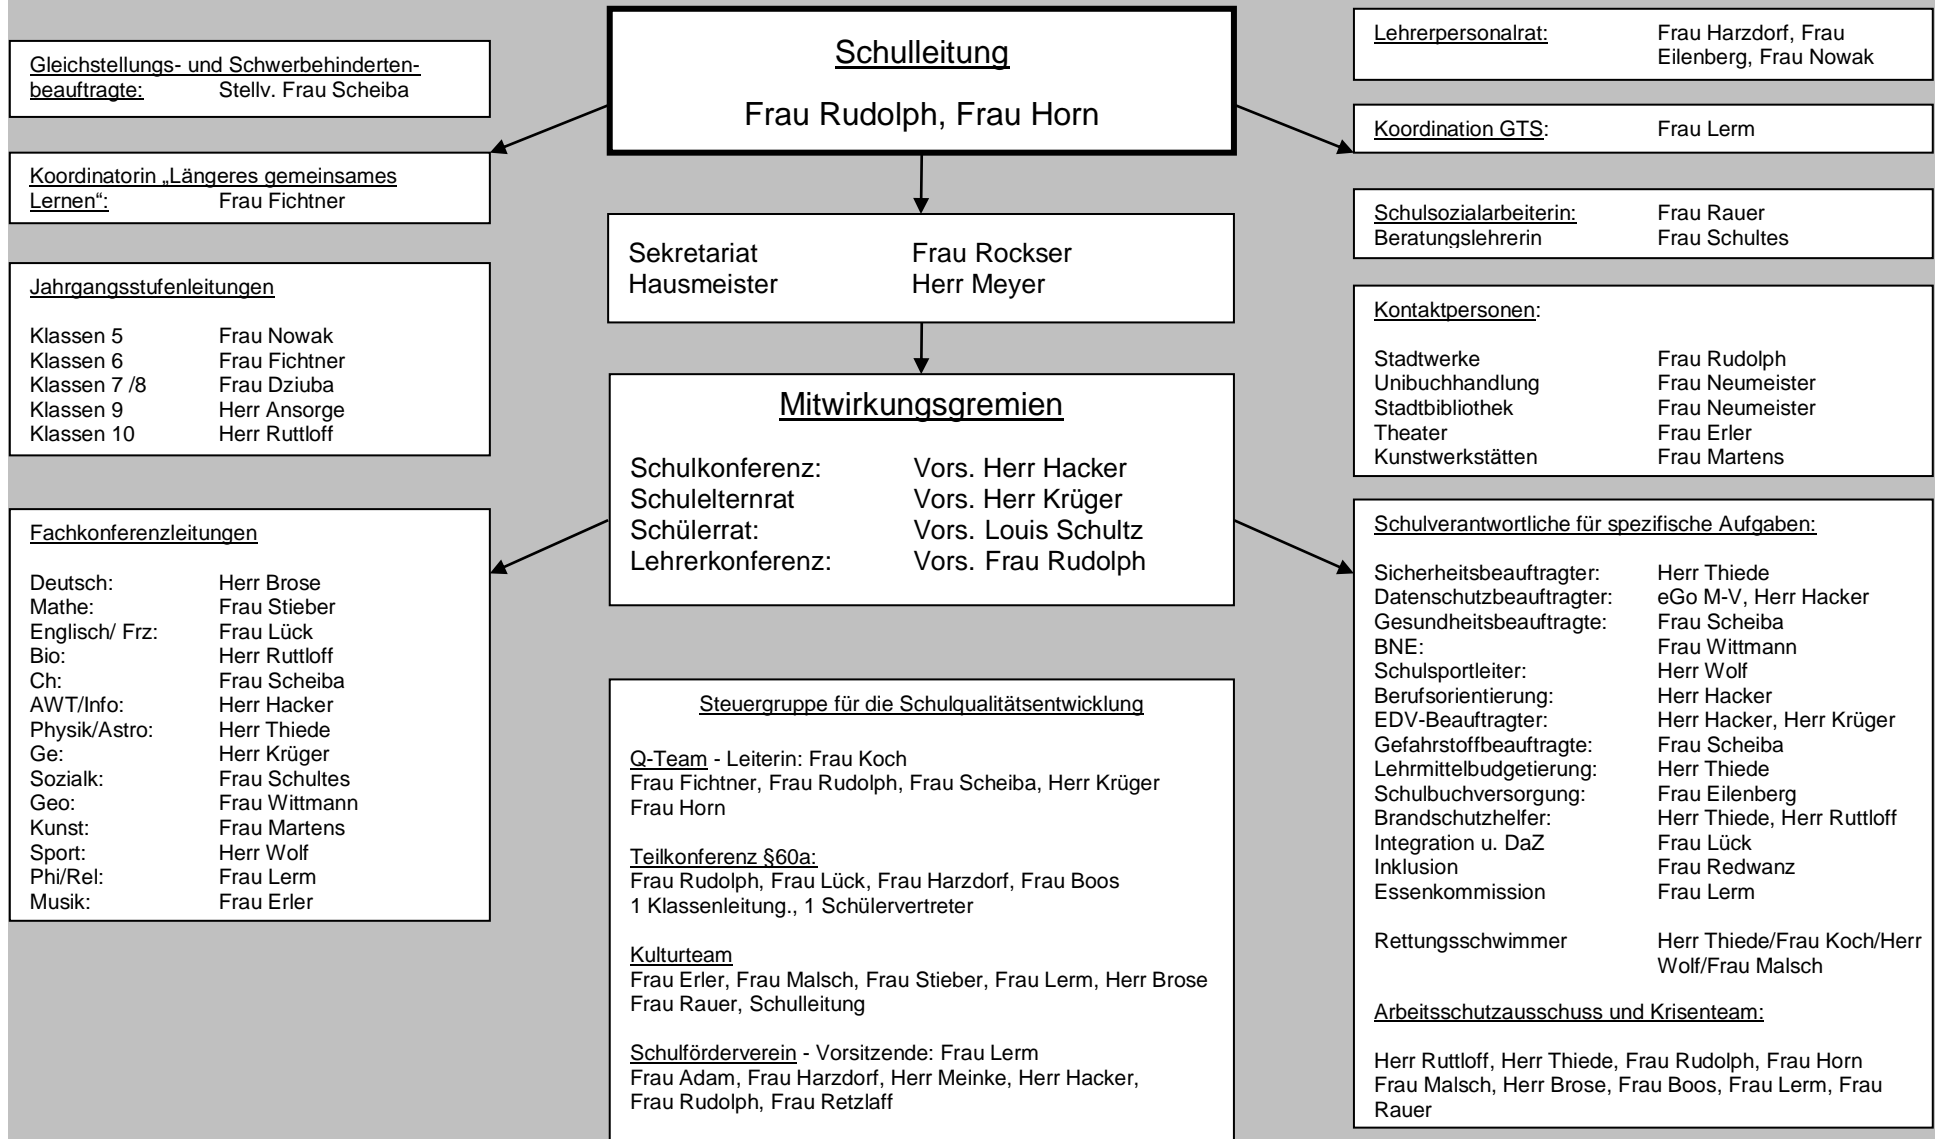 Gleichstellungs- und Schwerbehinderten-
beauftragte: Stellv. Frau Scheiba
Koordinatorin „Längeres gemeinsames
Lernen“: Frau Fichtner
Jahrgangsstufenleitungen
Klassen 5 Frau Nowak
Klassen 6 Frau Fichtner
Klassen 7 /8 Frau Dziuba
Klassen 9 Herr Ansorge
Klassen 10 Herr Ruttloff
Fachkonferenzleitungen
Deutsch: Herr Brose
Mathe: Frau Stieber
Englisch/ Frz: Frau Lück
Bio: Herr Ruttloff
Ch: Frau Scheiba
AWT/Info: Herr Hacker
Physik/Astro: Herr Thiede
Ge: Herr Krüger
Sozialk: Frau Schultes
Geo: Frau Wittmann
Kunst: Frau Martens
Sport: Herr Wolf
Phi/Rel: Frau Lerm
Musik: Frau Erler
Schulleitung
Frau Rudolph, Frau Horn
Sekretariat Frau Rockser
Hausmeister Herr Meyer
Mitwirkungsgremien
Schulkonferenz: Vors. Herr Hacker
Schulelternrat Vors. Herr Krüger
Schülerrat: Vors. Louis Schultz
Lehrerkonferenz: Vors. Frau Rudolph
Steuergruppe für die Schulqualitätsentwicklung
Q-Team - Leiterin: Frau Koch
Frau Fichtner, Frau Rudolph, Frau Scheiba, Herr Krüger
Frau Horn
Teilkonferenz §60a:
Frau Rudolph, Frau Lück, Frau Harzdorf, Frau Boos
1 Klassenleitung., 1 Schülervertreter
Kulturteam
Frau Erler, Frau Malsch, Frau Stieber, Frau Lerm, Herr Brose
Frau Rauer, Schulleitung
Schulförderverein - Vorsitzende: Frau Lerm
Frau Adam, Frau Harzdorf, Herr Meinke, Herr Hacker,
Frau Rudolph, Frau Retzlaff
Lehrerpersonalrat: Frau Harzdorf, Frau
Eilenberg, Frau Nowak
Koordination GTS: Frau Lerm
Schulsozialarbeiterin: Frau Rauer
Beratungslehrerin Frau Schultes
Kontaktpersonen:
Stadtwerke Frau Rudolph
Unibuchhandlung Frau Neumeister
Stadtbibliothek Frau Neumeister
Theater Frau Erler
Kunstwerkstätten Frau Martens
Schulverantwortliche für spezifische Aufgaben:
Sicherheitsbeauftragter: Herr Thiede
Datenschutzbeauftragter: eGo M-V, Herr Hacker
Gesundheitsbeauftragte: Frau Scheiba
BNE: Frau Wittmann
Schulsportleiter: Herr Wolf
Berufsorientierung: Herr Hacker
EDV-Beauftragter: Herr Hacker, Herr Krüger
Gefahrstoffbeauftragte: Frau Scheiba
Lehrmittelbudgetierung: Herr Thiede
Schulbuchversorgung: Frau Eilenberg
Brandschutzhelfer: Herr Thiede, Herr Ruttloff
Integration u. DaZ Frau Lück
Inklusion Frau Redwanz
Essenkommission Frau Lerm
Rettungsschwimmer Herr Thiede/Frau Koch/Herr
Wolf/Frau Malsch
Arbeitsschutzausschuss und Krisenteam:
Herr Ruttloff, Herr Thiede, Frau Rudolph, Frau Horn
Frau Malsch, Herr Brose, Frau Boos, Frau Lerm, Frau
Rauer